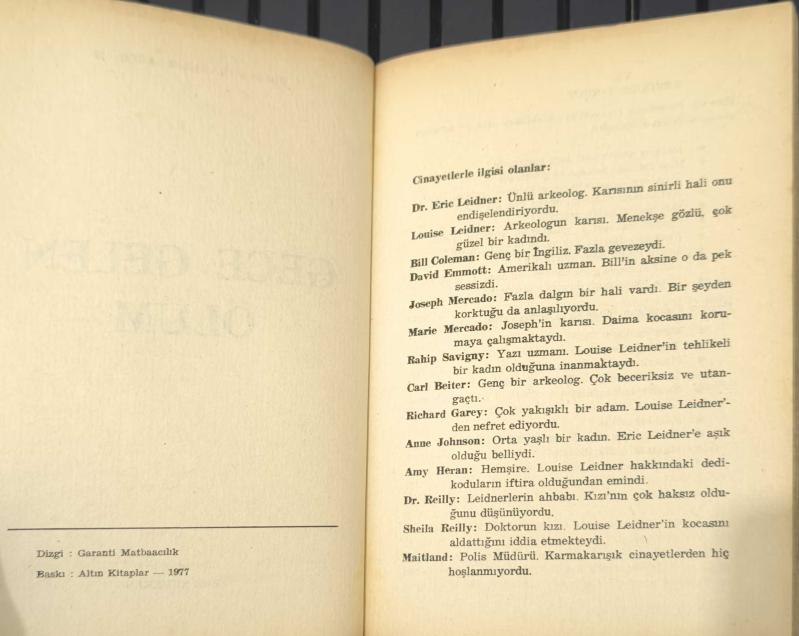 Dizgi : Garanti Matbaacılık
Baskı : Altın Kitaplar — 1977
Cinayetlerle ilgisi olanlar:
Dr. Eric Leidner: Ünlü arkeolog. Karısının sinirli hali onu
endişelendiriyordu.
Louise Leidner: Arkeologun karısı. Menekşe gözlü, çok
güzel bir kadındı.
Bill Coleman: Genç bir İngiliz. Fazla gevezeydi.
David Emmott: Amerikalı uzman. Bill'in aksine o da pek
sessizdi.
Joseph Mercado: Fazla dalgın bir hali vardı. Bir şeyden
korktuğu da anlaşılıyordu.
Marie Mercado: Joseph'in karısı. Daima kocasını koru-
maya çalışmaktaydı.
Rahip Savigny: Yazı uzmanı. Louise Leidner'in tehlikeli
bir kadın olduğuna inanmaktaydı.
Carl Beiter: Genç bir arkeolog. Çok beceriksiz ve utan-
gaçtı.
Richard Garey: Çok yakışıklı bir adam. Louise Leidner'-
den nefret ediyordu.
Anne Johnson: Orta yaşlı bir kadın. Eric Leidner'e aşık
olduğu belliydi.
Amy Heran: Hemşire. Louise Leidner hakkındaki dedi-
koduların iftira olduğundan emindi.
Dr. Reilly: Leidnerlerin ahbabı. Kızı'nın çok haksız oldu-
ğunu düşünüyordu.
Sheila Reilly: Doktorun kızı. Louise Leidner'in kocasını
aldattığını iddia etmekteydi.
Maitland: Polis Müdürü. Karmakarışık cinayetlerden hiç
hoşlanmıyordu.